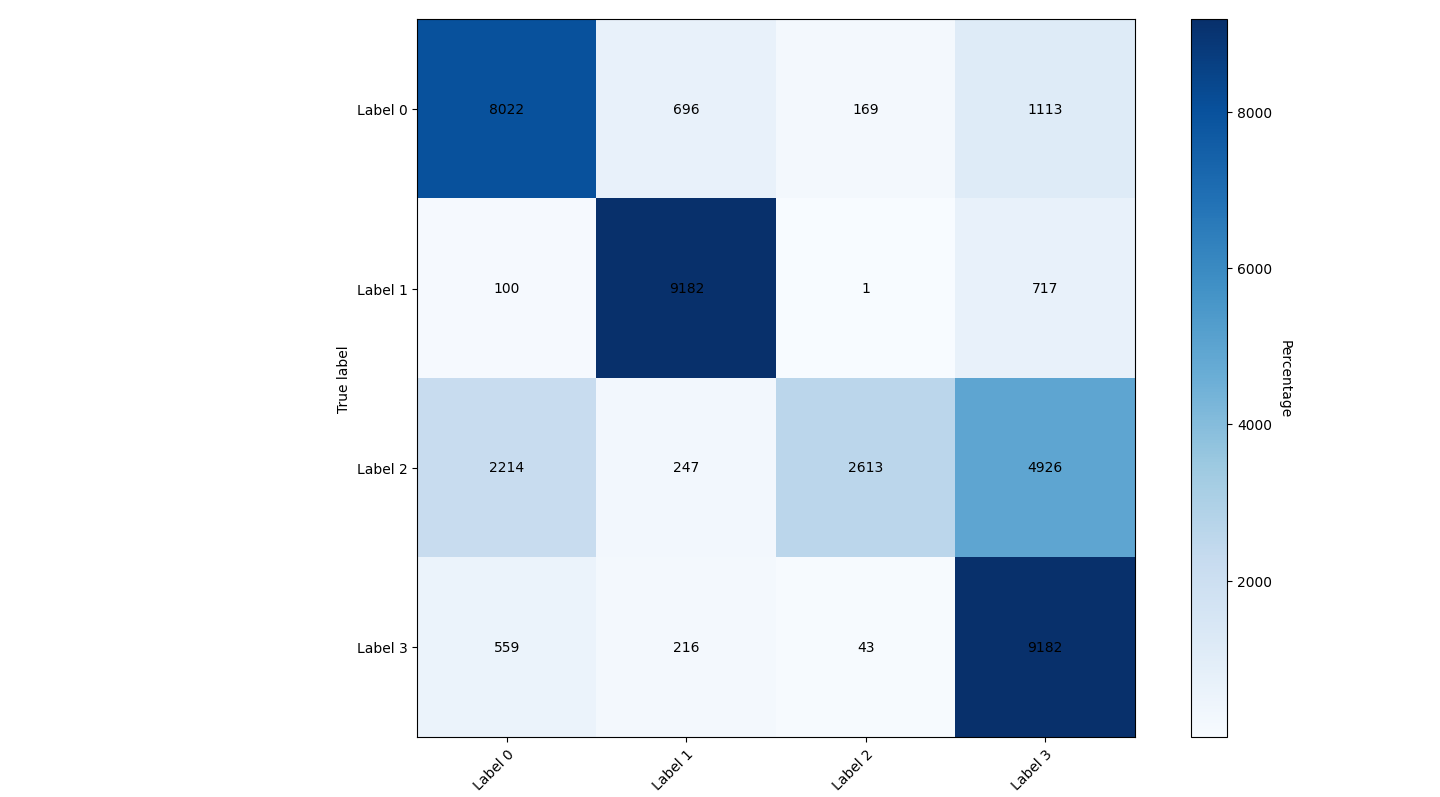 Label 0 8022 696 169 1113
Label 1 100 9182 1 717
Label 2 2214 247 2613 4926
Label 3 559 216 43 9182
True label
Label 0 Label 1 Label 2 Label 3
8000
6000
4000
2000
Percentage